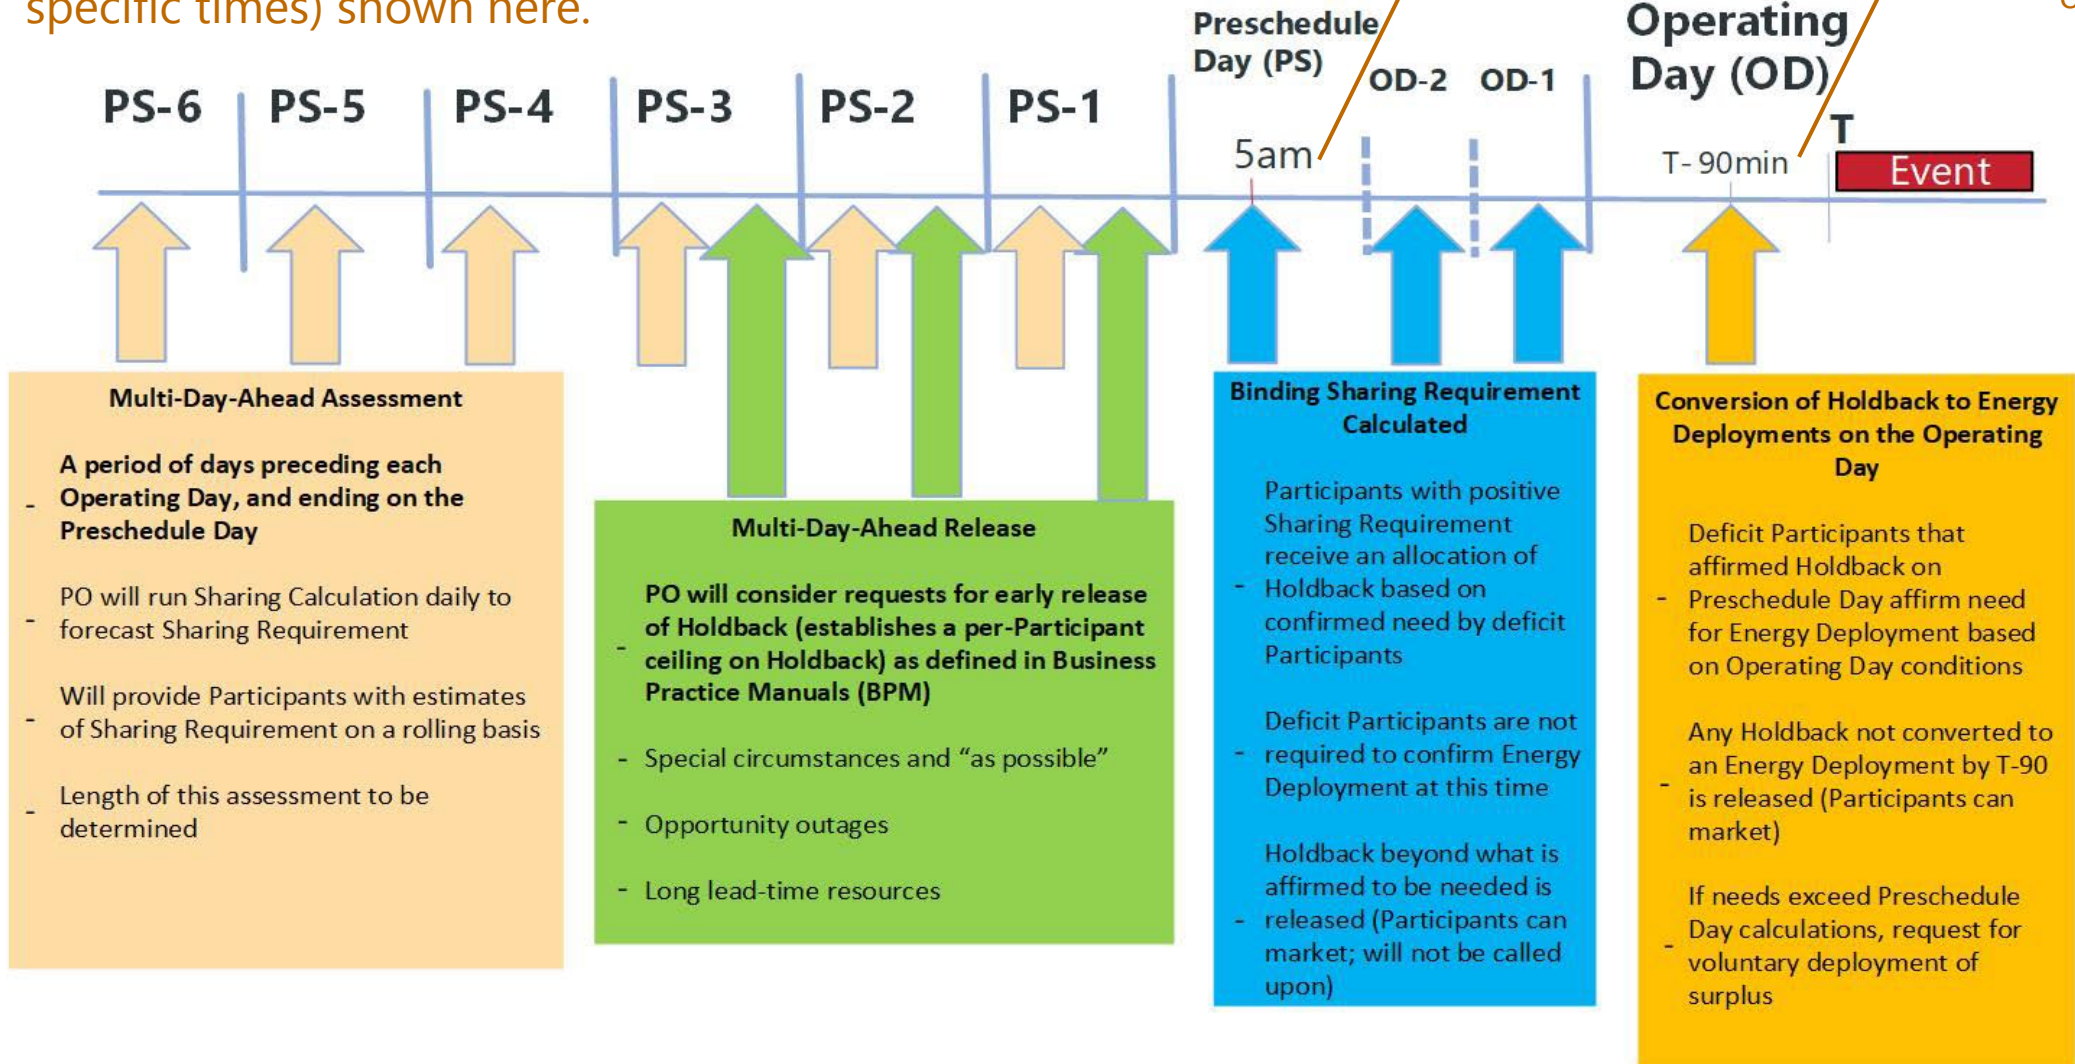 specific times) shown here.
PS-6
PS-5
PS-4
PS-3
PS-2
PS-1
Preschedule
Day (PS)
5am
OD-2
OD-1
Operating
Day (OD)
T- 90min
T
Event
Multi-Day-Ahead Assessment
- A period of days preceding each
Operating Day, and ending on the
Preschedule Day
- PO will run Sharing Calculation daily to
forecast Sharing Requirement
- Will provide Participants with estimates
of Sharing Requirement on a rolling basis
- Length of this assessment to be
determined
Multi-Day-Ahead Release
- PO will consider requests for early release
of Holdback (establishes a per-Participant
ceiling on Holdback) as defined in Business
Practice Manuals (BPM)
- Special circumstances and “as possible”
- Opportunity outages
- Long lead-time resources
Binding Sharing Requirement
Calculated
- Participants with positive
Sharing Requirement
receive an allocation of
Holdback based on
confirmed need by deficit
Participants
- Deficit Participants are not
required to confirm Energy
Deployment at this time
- Holdback beyond what is
affirmed to be needed is
released (Participants can
market; will not be called
upon)
Conversion of Holdback to Energy
Deployments on the Operating
Day
- Deficit Participants that
affirmed Holdback on
Preschedule Day affirm need
for Energy Deployment based
on Operating Day conditions
- Any Holdback not converted to
an Energy Deployment by T-90
is released (Participants can
market)
- If needs exceed Preschedule
Day calculations, request for
voluntary deployment of
surplus